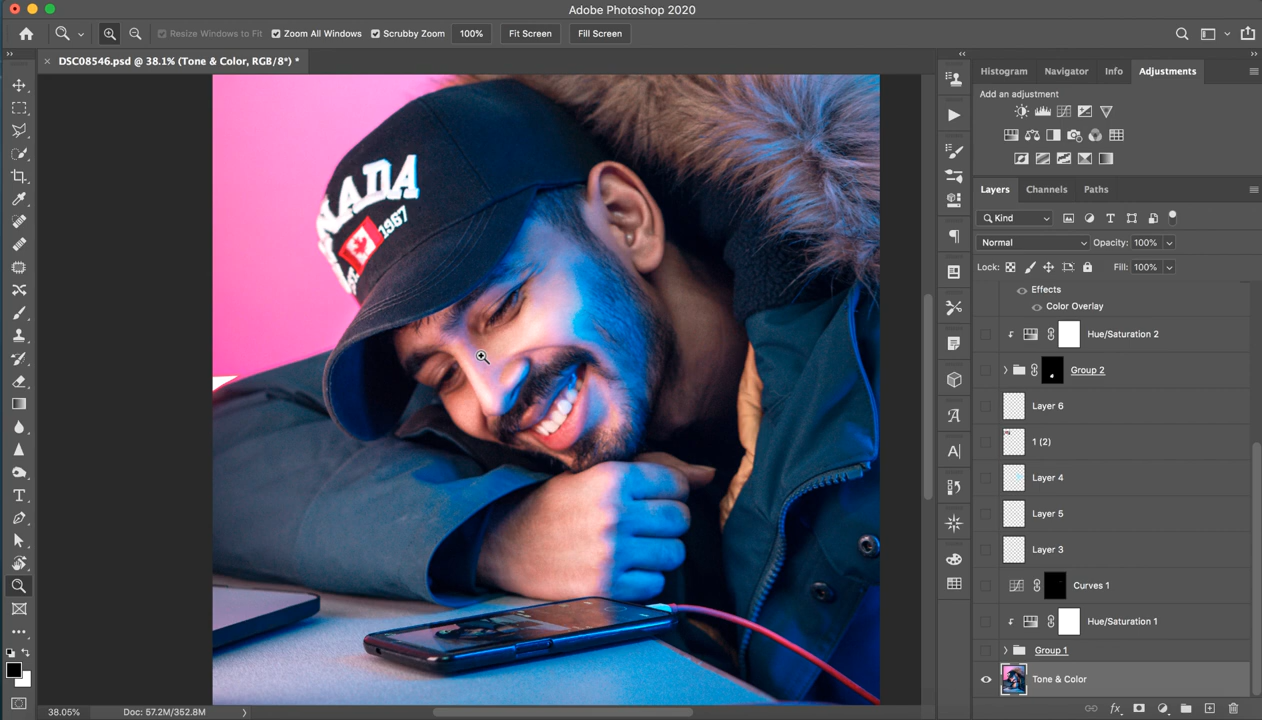 Adobe Photoshop 2020
Resize Windows to Fit Zoom All Windows Scrubby Zoom 100% Fit Screen Fill Screen
DSC08546.psd @ 38.1% (Tone & Color, RGB/8*) *
Histogram Navigator Info Adjustments
Add an adjustment
Layers Channels Paths
Kind
Normal Opacity: 100%
Lock: Fill: 100%
Effects
Color Overlay
Hue/Saturation 2
Group 2
Layer 6
1 (2)
Layer 4
Layer 5
Layer 3
Curves 1
Hue/Saturation 1
Group 1
Tone & Color
NADA
1967
38.05% Doc: 57.2M/352.8M